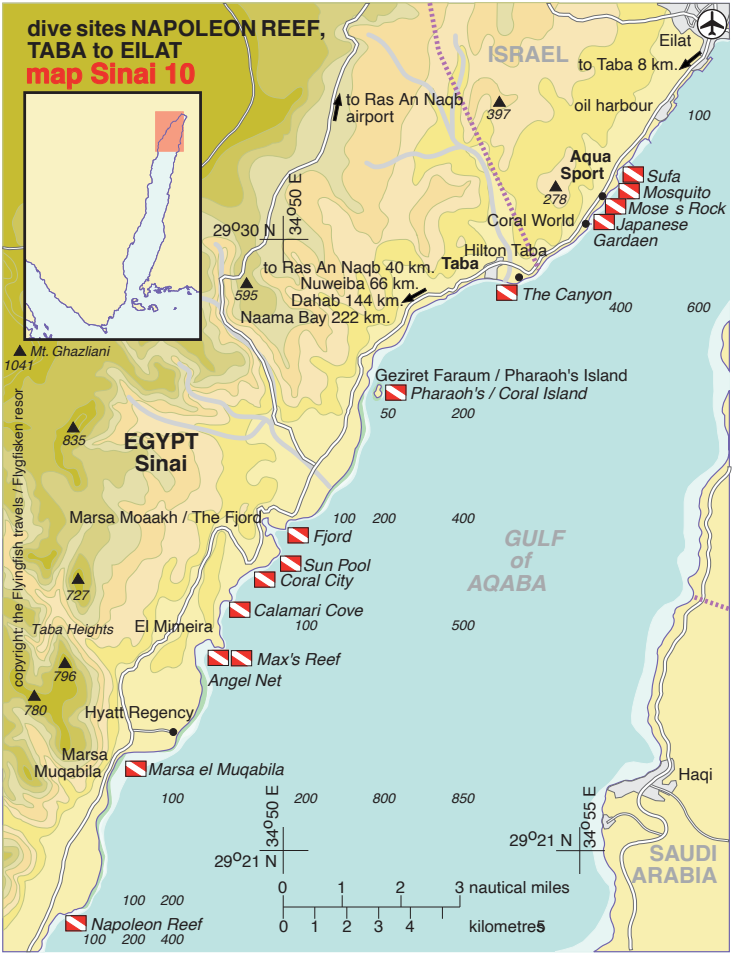 dive sites NAPOLEON REEF,
TABA to EILAT
map Sinai 10
ISRAEL
Eilat
to Taba 8 km.
to Ras An Naqb
airport
397
oil harbour
100
Aqua
Sport
Sufa
278
Mosquito
Mose s Rock
Coral World
Japanese
Gardaen
29o30 N
34o50 E
Hilton Taba
Taba
to Ras An Naqb 40 km.
Nuweiba 66 km.
Dahab 144 km.
Naama Bay 222 km.
595
The Canyon
400
600
Mt. Ghazliani
1041
Geziret Faraum / Pharaoh's Island
Pharaoh's / Coral Island
50
200
835
EGYPT
Sinai
copyright: the Flyingfish travels / Flygfisken resor
Marsa Moaakh / The Fjord
100
200
400
Fjord
GULF
of
AQABA
Sun Pool
Coral City
727
Calamari Cove
Taba Heights
El Mimeira
100
500
796
Max's Reef
Angel Net
780
Hyatt Regency
Marsa
Muqabila
Marsa el Muqabila
Haqi
100
200
800
850
34o50 E
34o55 E
29o21 N
29o21 N
SAUDI
ARABIA
0
1
2
3 nautical miles
0
1
2
3
4
kilometres
5
100
200
Napoleon Reef
100
200
400